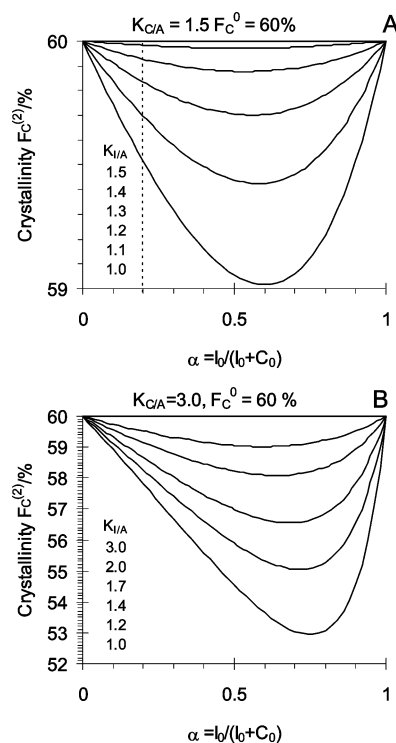 K_C/A = 1.5 F_C^0 = 60%
A
60
59
Crystallinity F_C^(2)/%
K_I/A
1.5
1.4
1.3
1.2
1.1
1.0
0 0.5 1
α =I_0/(I_0+C_0)
K_C/A=3.0, F_C^0 = 60 %
B
60
59
58
57
56
55
54
53
52
Crystallinity F_C^(2)/%
K_I/A
3.0
2.0
1.7
1.4
1.2
1.0
0 0.5 1
α =I_0/(I_0+C_0)